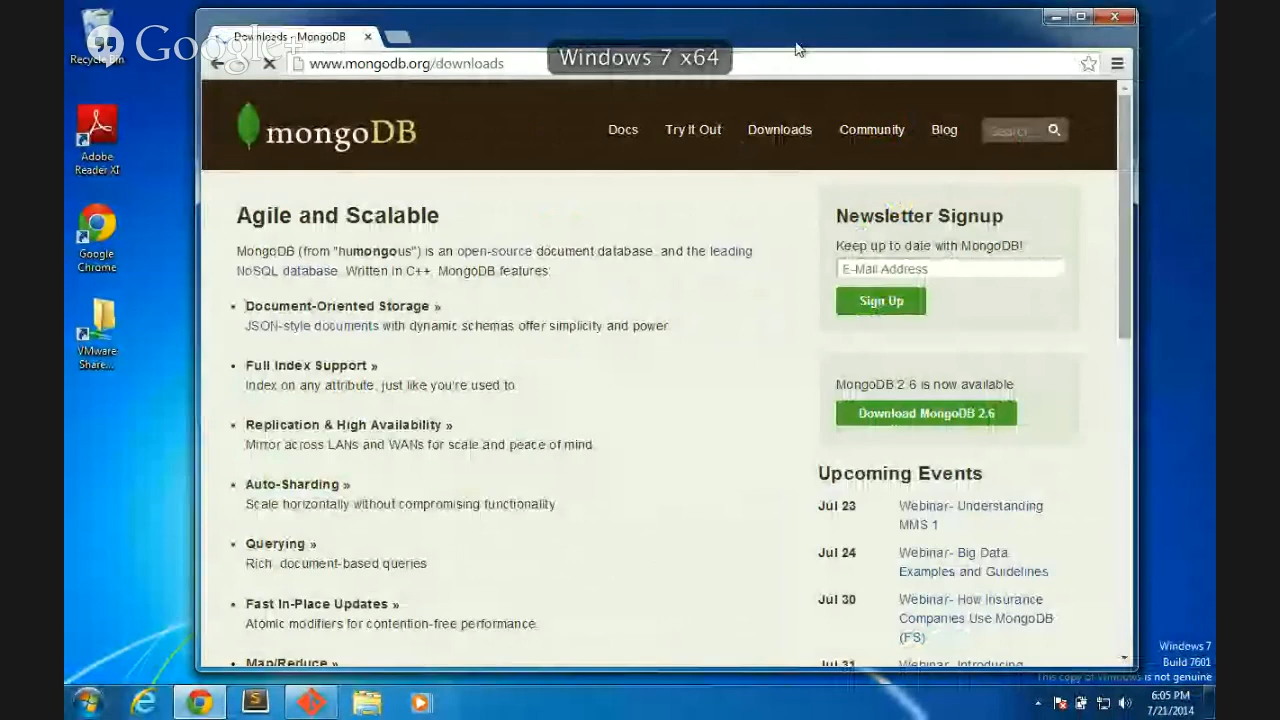 Google+
Recycle Bin
Adobe
Reader XI
Google
Chrome
VMware
Share...
Downloads - MongoDB
www.mongodb.org/downloads
Windows 7 x64
mongoDB
Docs
Try It Out
Downloads
Community
Blog
Search...
Agile and Scalable
MongoDB (from "humongous") is an open-source document database, and the leading
NoSQL database. Written in C++, MongoDB features:
Document-Oriented Storage »
JSON-style documents with dynamic schemas offer simplicity and power
Full Index Support »
Index on any attribute, just like you're used to
Replication & High Availability »
Mirror across LANs and WANs for scale and peace of mind.
Auto-Sharding »
Scale horizontally without compromising functionality
Querying »
Rich, document-based queries
Fast In-Place Updates »
Atomic modifiers for contention-free performance
Map/Reduce »
Newsletter Signup
Keep up to date with MongoDB!
E-Mail Address
Sign Up
MongoDB 2.6 is now available
Download MongoDB 2.6
Upcoming Events
Jul 23
Webinar- Understanding
MMS 1
Jul 24
Webinar- Big Data
Examples and Guidelines
Jul 30
Webinar- How Insurance
Companies Use MongoDB
(FS)
Jul 31
Webinar- Introducing
Windows 7
Build 7601
This copy of Windows is not genuine
6:05 PM
7/21/2014